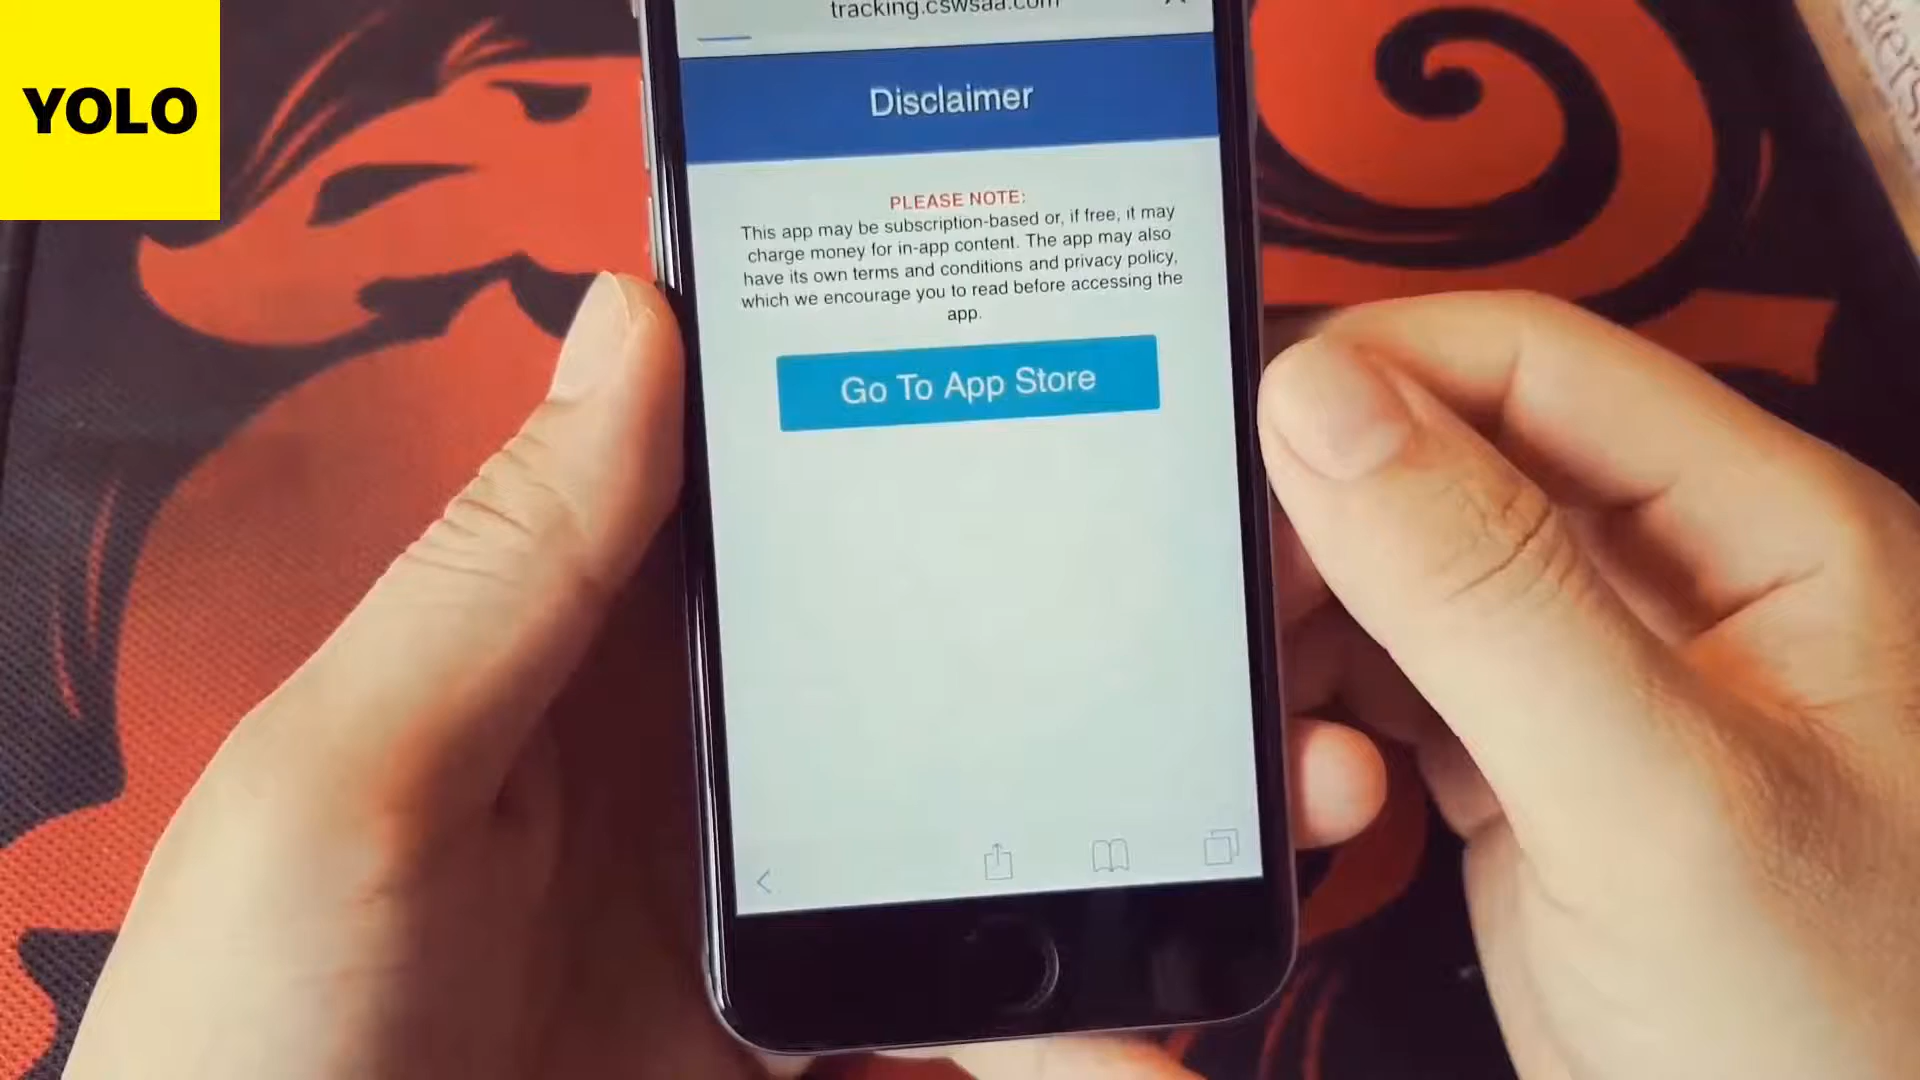 YOLO
tracking.cswsaa.com
Disclaimer
PLEASE NOTE:
This app may be subscription-based or, if free, it may
charge money for in-app content. The app may also
have its own terms and conditions and privacy policy,
which we encourage you to read before accessing the
app.
Go To App Store